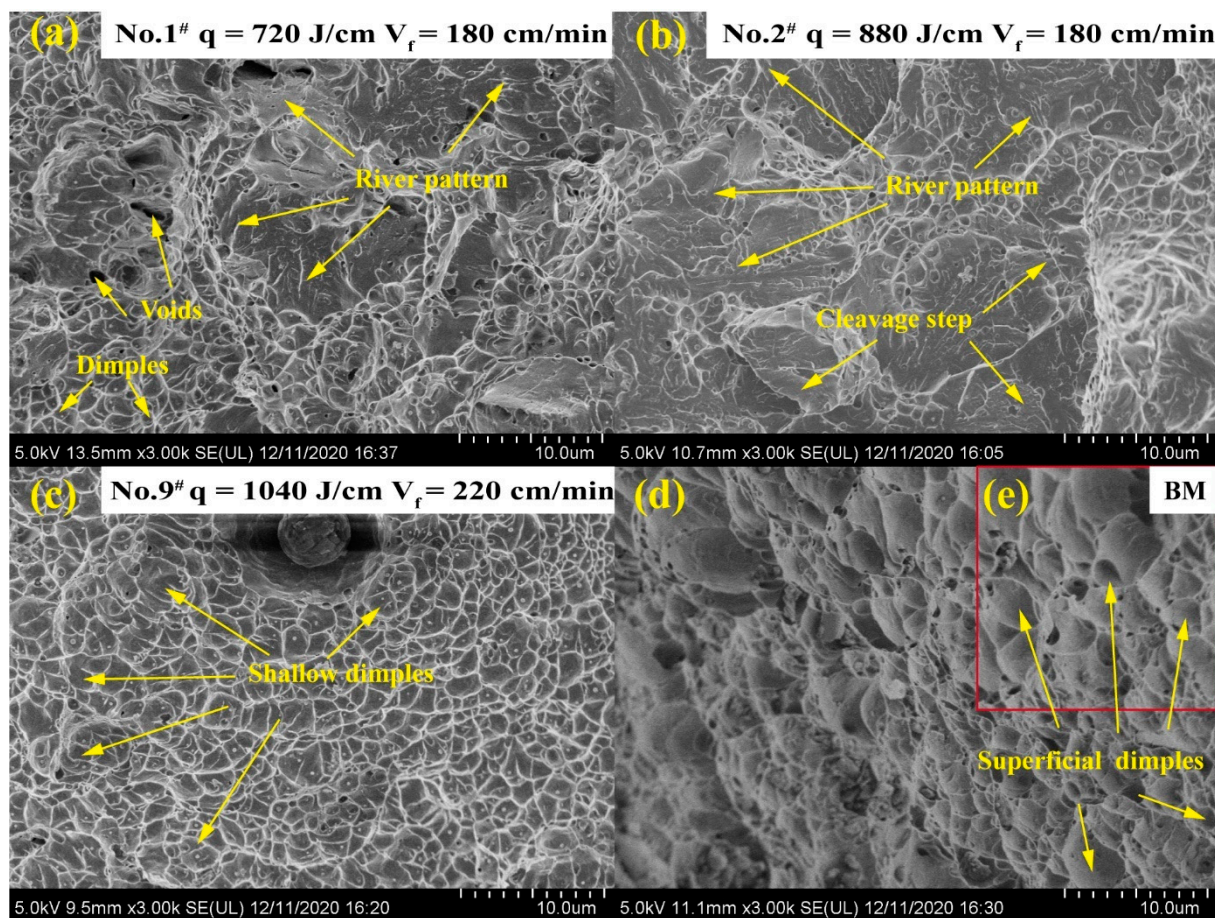 (a) No.1# q = 720 J/cm Vf = 180 cm/min
River pattern
Voids
Dimples
5.0kV 13.5mm x3.00k SE(UL) 12/11/2020 16:37 10.0um
(b) No.2# q = 880 J/cm Vf = 180 cm/min
River pattern
Cleavage step
5.0kV 10.7mm x3.00k SE(UL) 12/11/2020 16:05 10.0um
(c) No.9# q = 1040 J/cm Vf = 220 cm/min
Shallow dimples
5.0kV 9.5mm x3.00k SE(UL) 12/11/2020 16:20 10.0um
(d) (e) BM
Superficial dimples
5.0kV 11.1mm x3.00k SE(UL) 12/11/2020 16:30 10.0um